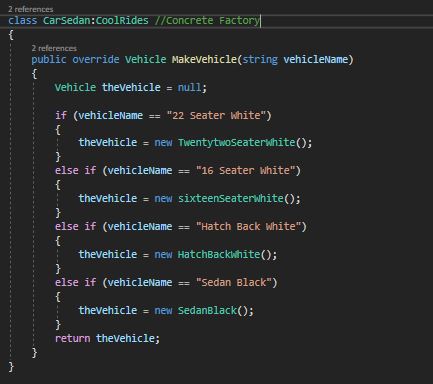 2 references
class CarSedan:CoolRides //Concrete Factory
{
2 references
public override Vehicle MakeVehicle(string vehicleName)
{
Vehicle theVehicle = null;
if (vehicleName == "22 Seater White")
{
theVehicle = new TwentytwoSeaterWhite();
}
else if (vehicleName == "16 Seater White")
{
theVehicle = new sixteenSeaterWhite();
}
else if (vehicleName == "Hatch Back White")
{
theVehicle = new HatchBackWhite();
}
else if (vehicleName == "Sedan Black")
{
theVehicle = new SedanBlack();
}
return theVehicle;
}
}